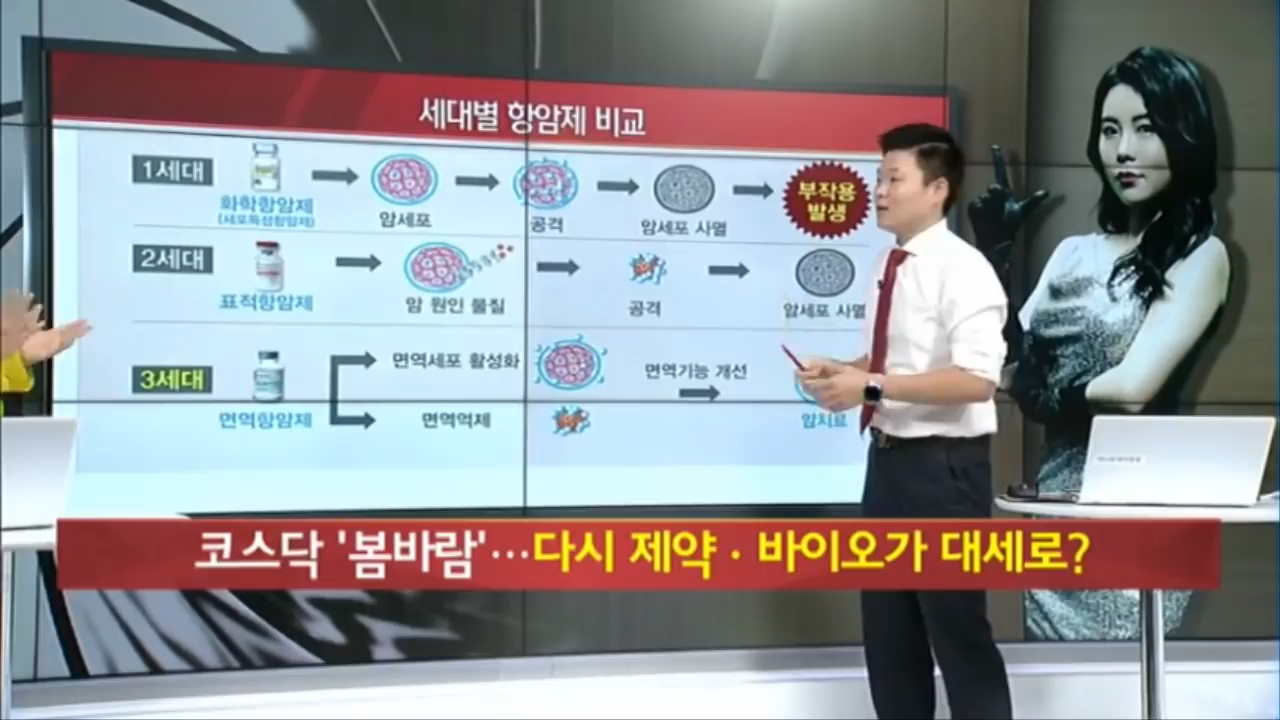 세대별 항암제 비교
1세대
화학항암제
(세포독성항암제)
암세포
공격
암세포 사멸
부작용
발생
2세대
표적항암제
암 원인 물질
공격
암세포 사멸
3세대
면역항암제
면역세포 활성화
면역억제
면역기능 개선
암치료
코스닥 '봄바람'…다시 제약·바이오가 대세로?